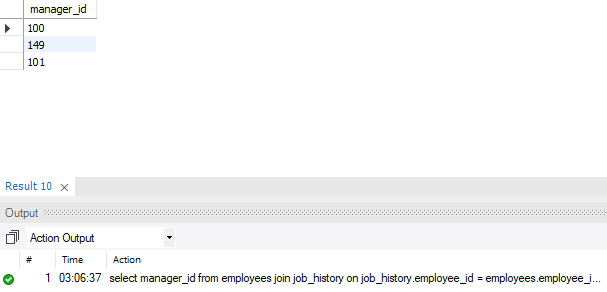 manager_id
100
149
101
Result 10 ×
Output
Action Output
# Time Action
1 03:06:37 select manager_id from employees join job_history on job_history.employee_id = employees.employee_i...